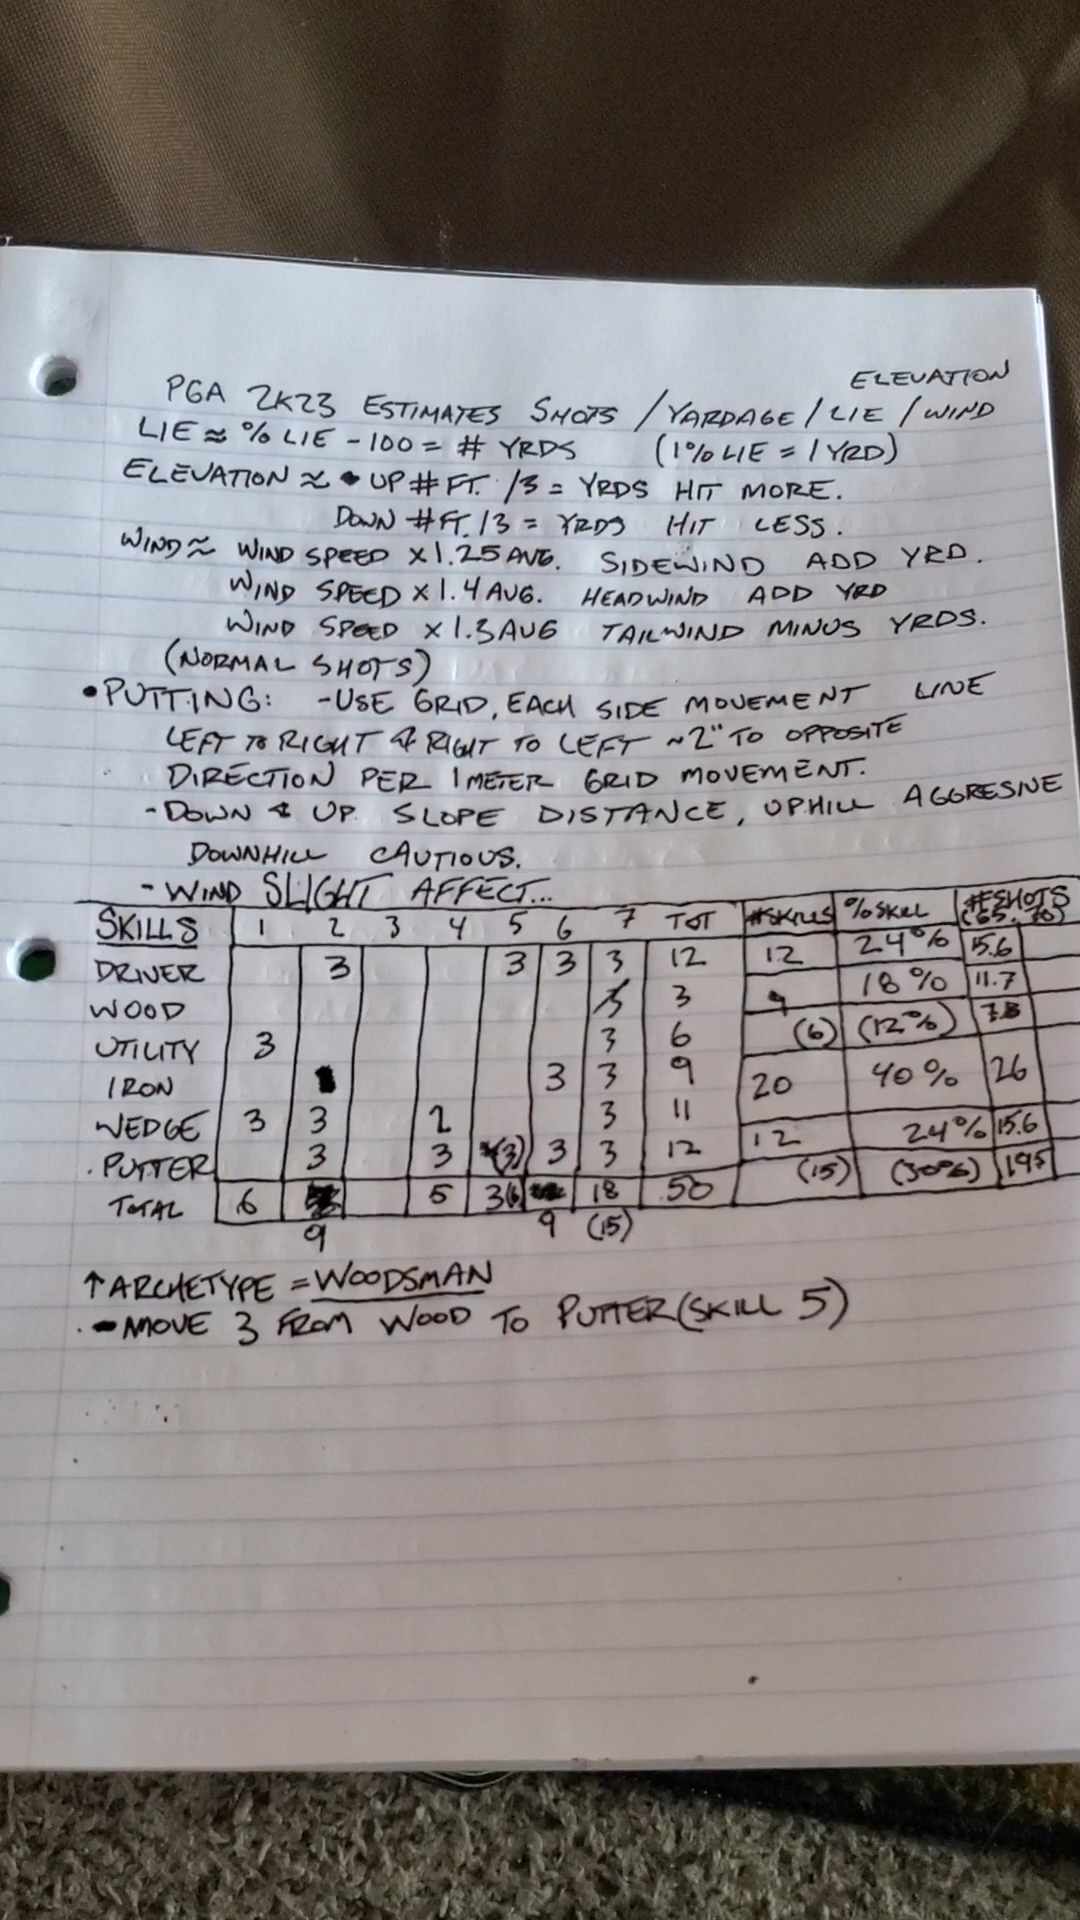 ELEVATION
PGA 2K23 ESTIMATES SHOTS / YARDAGE / LIE / WIND
LIE ≈ % LIE - 100 = # YRDS (1% LIE = 1 YRD)
ELEVATION ≈ UP # FT. /3 = YRDS HIT MORE.
DOWN # FT. /3 = YRDS HIT LESS.
WIND ≈ WIND SPEED X 1.25 AVG. SIDEWIND ADD YRD.
WIND SPEED X 1.4 AVG. HEADWIND ADD YRD
WIND SPEED X 1.3 AUG TAILWIND MINUS YRDS.
(NORMAL SHOTS)
• PUTTING: - USE GRID, EACH SIDE MOVEMENT LINE
LEFT TO RIGHT & RIGHT TO LEFT ~2" TO OPPOSITE
DIRECTION PER 1 METER GRID MOVEMENT.
- DOWN & UP SLOPE DISTANCE, UPHILL AGGRESIVE
DOWNHILL CAUTIOUS.
- WIND SLIGHT AFFECT...
SKILLS 1 2 3 4 5 6 7 TOT #SKILLS % SKILL #SHOTS
DRIVER 3 3 3 3 12 12 24% 15.6
WOOD 3 3 9 18% 11.7
UTILITY 3 3 6 (6) (12%) 7.8
IRON 3 3 9 20 40% 26
WEDGE 3 3 2 3 11 12 24% 15.6
PUTTER 3 3 (3) 3 3 12 (15) (30%) 19.5
TOTAL 6 5 3 18 50
9 9 (15)
↑ ARCHETYPE = WOODSMAN
- MOVE 3 FROM WOOD TO PUTTER (SKILL 5)